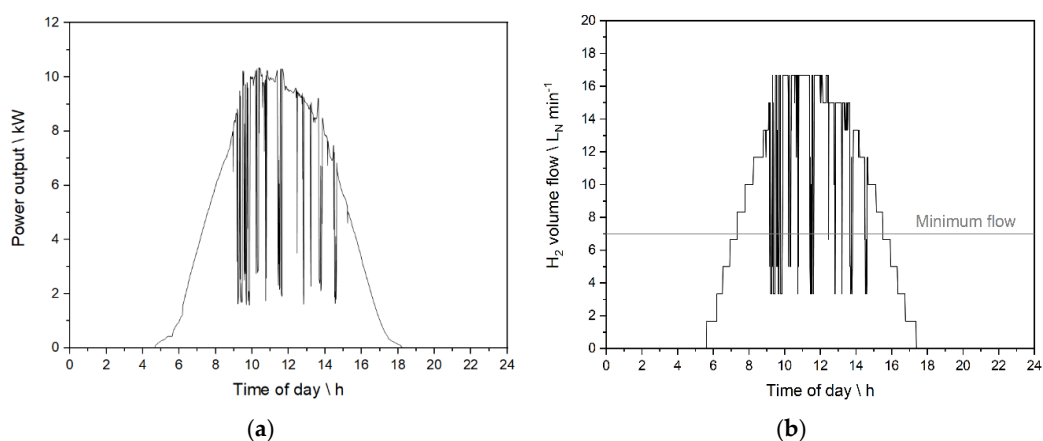 12
10
8
6
4
2
0
Power output \ kW
0 2 4 6 8 10 12 14 16 18 20 22 24
Time of day \ h
(a)
20
18
16
14
12
10
8
6
4
2
0
H₂ volume flow \ L_N min⁻¹
Minimum flow
0 2 4 6 8 10 12 14 16 18 20 22 24
Time of day \ h
(b)